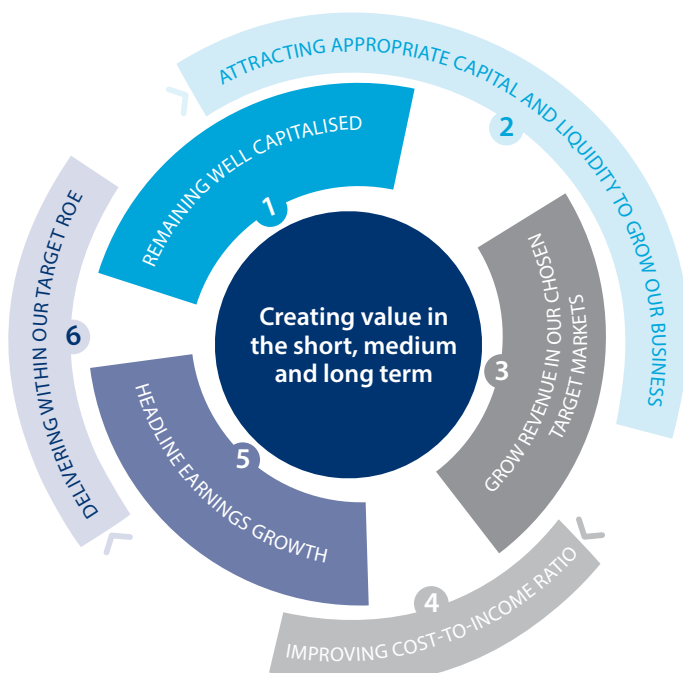 Creating value in
the short, medium
and long term
1
REMAINING WELL CAPITALISED
2
ATTRACTING APPROPRIATE CAPITAL AND LIQUIDITY TO GROW OUR BUSINESS
3
GROW REVENUE IN OUR CHOSEN
TARGET MARKETS
4
IMPROVING COST-TO-INCOME RATIO
5
HEADLINE EARNINGS GROWTH
6
DELIVERING WITHIN OUR TARGET ROE